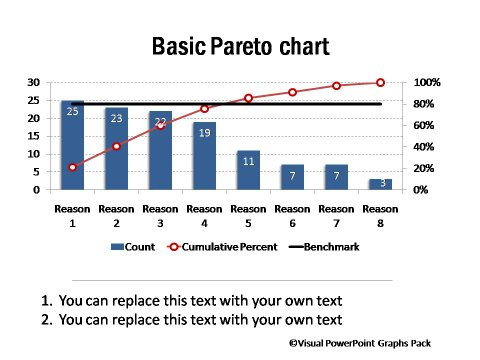 Basic Pareto chart
30 100%
25 80%
20 60%
15 40%
10 20%
5 0%
0
25 23 22 19 11 7 7 3
Reason Reason Reason Reason Reason Reason Reason Reason
1 2 3 4 5 6 7 8
Count Cumulative Percent Benchmark
1. You can replace this text with your own text
2. You can replace this text with your own text
©Visual PowerPoint Graphs Pack